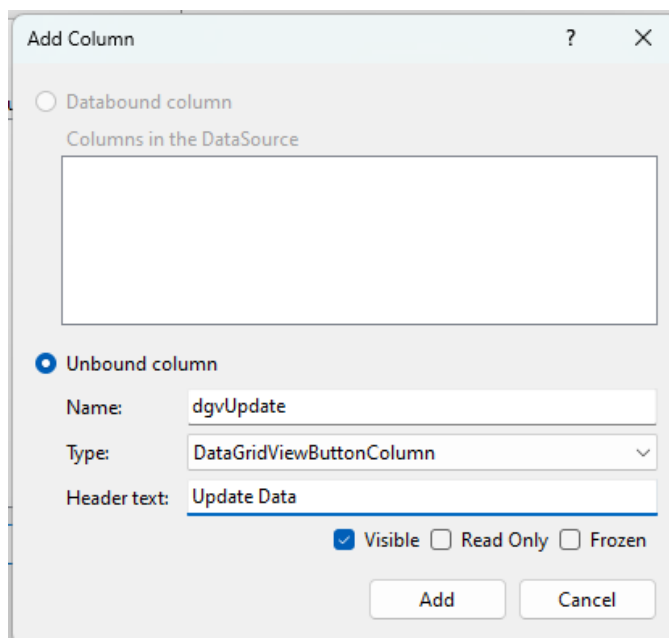 Add Column
?
Databound column
Columns in the DataSource
Unbound column
Name: dgvUpdate
Type: DataGridViewButtonColumn
Header text: Update Data
Visible Read Only Frozen
Add Cancel